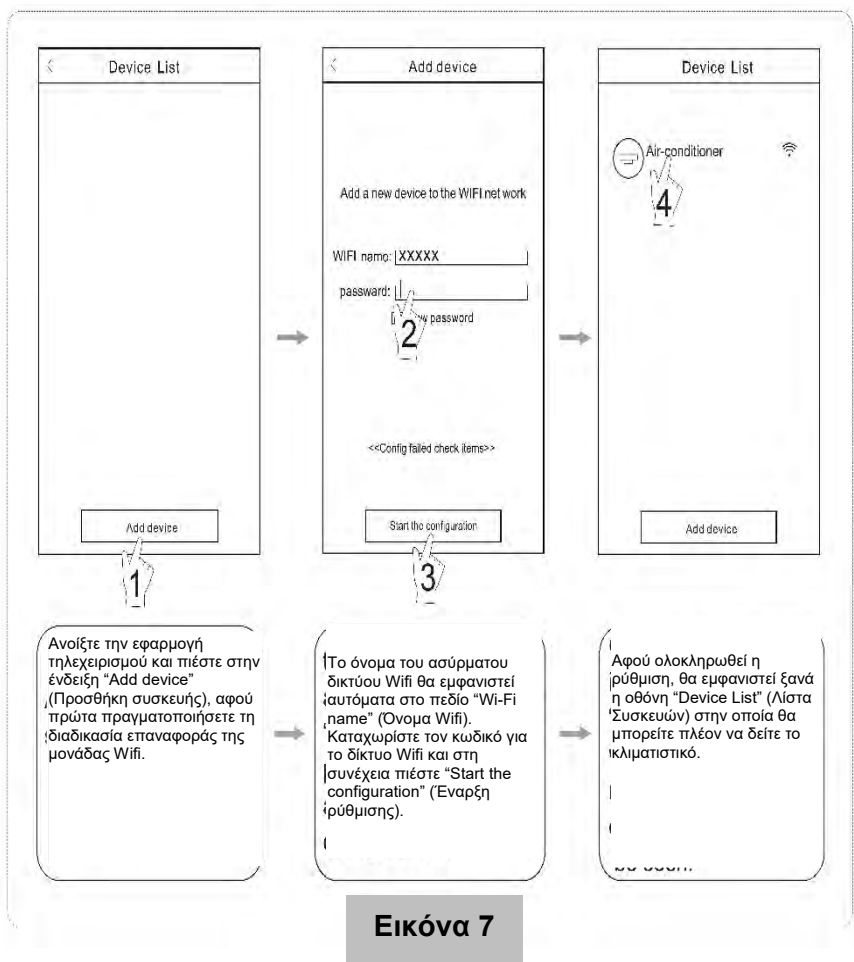 Device List
Add device
1
Add device
Add a new device to the WIFI net work
WIFI name: XXXXX
passward:
password
2
<<Config failed check items>>
Start the configuration
3
Device List
Air-conditioner
4
Add device
Ανοίξτε την εφαρμογή
τηλεχειρισμού και πιέστε στην
ένδειξη “Add device”
(Προσθήκη συσκευής), αφού
πρώτα πραγματοποιήσετε τη
διαδικασία επαναφοράς της
μονάδας Wifi.
Το όνομα του ασύρματου
δικτύου Wifi θα εμφανιστεί
αυτόματα στο πεδίο “Wi-Fi
name” (Όνομα Wifi).
Καταχωρίστε τον κωδικό για
το δίκτυο Wifi και στη
συνέχεια πιέστε “Start the
configuration” (Έναρξη
ρύθμισης).
Αφού ολοκληρωθεί η
ρύθμιση, θα εμφανιστεί ξανά
η οθόνη “Device List” (Λίστα
Συσκευών) στην οποία θα
μπορείτε πλέον να δείτε το
κλιματιστικό.
Εικόνα 7